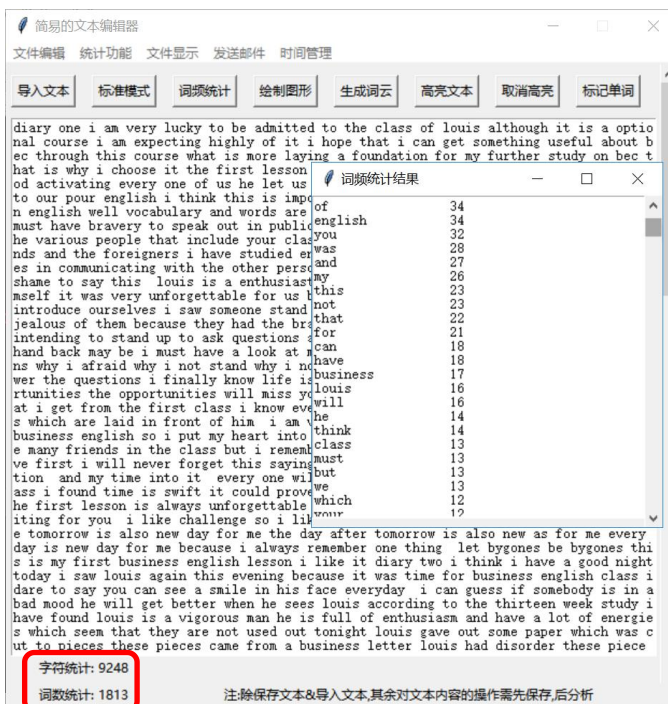 简易的文本编辑器
文件编辑 统计功能 文件显示 发送邮件 时间管理
导入文本 标准模式 词频统计 绘制图形 生成词云 高亮文本 取消高亮 标记单词
diary one i am very lucky to be admitted to the class of louis although it is a optio
nal course i am expecting highly of it i hope that i can get something useful about b
ec through this course what is more laying a foundation for my further study on bec t
hat is why i choose it the first lesson
od activating every one of us he let us
to our pour english i think this is impo
n english well vocabulary and words are
must have bravery to speak out in public
he various people that include your clas
nds and the foreigners i have studied en
es in communicating with the other perso
shame to say this louis is a enthusiast
mself it was very unforgettable for us b
introduce ourselves i saw someone stand
jealous of them because they had the bra
intending to stand up to ask questions a
hand back may be i must have a look at m
ns why i afraid why i not stand why i no
wer the questions i finally know life is
rtunities the opportunities will miss yo
at i get from the first class i know eve
s which are laid in front of him i am v
business english so i put my heart into
e many friends in the class but i rememb
ve first i will never forget this saying
tion and my time into it every one wil
ass i found time is swift it could prove
he first lesson is always unforgettable
iting for you i like challenge so i lik
e tomorrow is also new day for me the day after tomorrow is also new as for me every
day is new day for me because i always remember one thing let bygones be bygones thi
s is my first business english lesson i like it diary two i think i have a good night
today i saw louis again this evening because it was time for business english class i
dare to say you can see a smile in his face everyday i can guess if somebody is in a
bad mood he will get better when he sees louis according to the thirteen week study i
have found louis is a vigorous man he is full of enthusiasm and have a lot of energie
s which seem that they are not used out tonight louis gave out some paper which was c
ut to pieces these pieces came from a business letter louis had disorder these piece
词频统计结果
of 34
english 34
you 32
was 28
and 27
my 26
this 23
not 23
that 22
for 21
can 18
have 18
business 17
louis 16
will 16
he 14
think 14
class 13
must 13
but 13
we 13
which 12
your 12
字符统计: 9248
词数统计: 1813
注:除保存文本&导入文本,其余对文本内容的操作需先保存,后分析